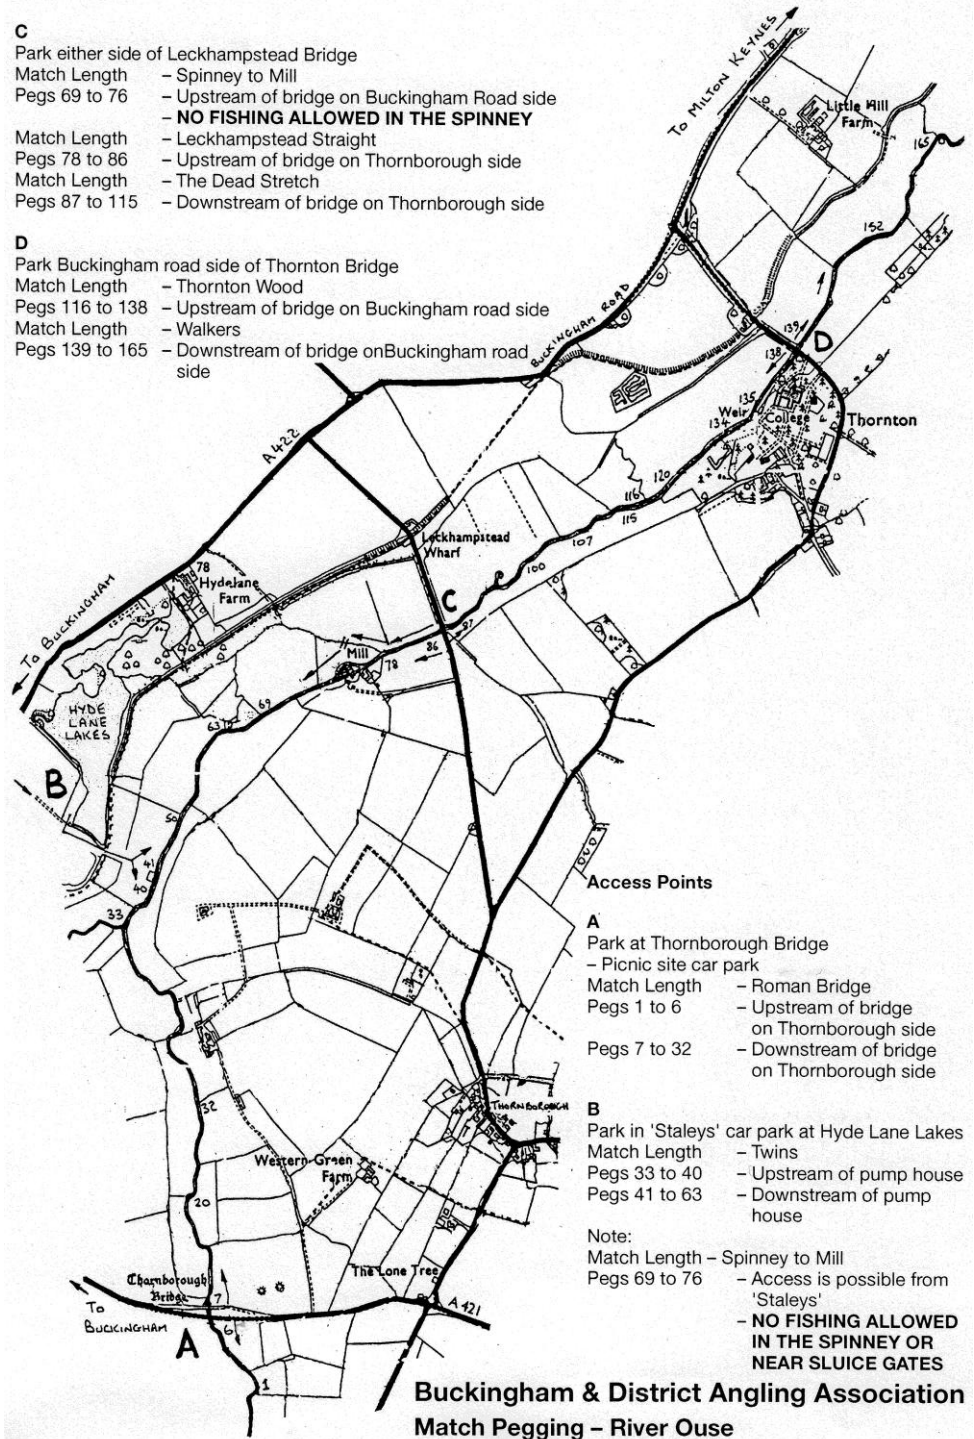 C
Park either side of Leckhampstead Bridge
Match Length – Spinney to Mill
Pegs 69 to 76 – Upstream of bridge on Buckingham Road side
– NO FISHING ALLOWED IN THE SPINNEY
Match Length – Leckhampstead Straight
Pegs 78 to 86 – Upstream of bridge on Thornborough side
Match Length – The Dead Stretch
Pegs 87 to 115 – Downstream of bridge on Thornborough side
D
Park Buckingham road side of Thornton Bridge
Match Length – Thornton Wood
Pegs 116 to 138 – Upstream of bridge on Buckingham road side
Match Length – Walkers
Pegs 139 to 165 – Downstream of bridge onBuckingham road
side
TO MILTON KEYNES
Little Hill
Farm
165
152
BUCKINGHAM ROAD
139
138
D
135
Weir
134
College
Thornton
A422
120
116
115
Leckhampstead
Wharf
107
100
78
Hydelane
Farm
C
87
86
TO BUCKINGHAM
Mill
78
HYDE
LANE
LAKES
69
63
B
50
41
40
33
32
20
THORNBOROUGH
Western Green
Farm
The Lone Tree
A421
Thornborough
Bridge
7
TO
BUCKINGHAM
A
6
1
Access Points
A
Park at Thornborough Bridge
– Picnic site car park
Match Length – Roman Bridge
Pegs 1 to 6 – Upstream of bridge
on Thornborough side
Pegs 7 to 32 – Downstream of bridge
on Thornborough side
B
Park in 'Staleys' car park at Hyde Lane Lakes
Match Length – Twins
Pegs 33 to 40 – Upstream of pump house
Pegs 41 to 63 – Downstream of pump
house
Note:
Match Length – Spinney to Mill
Pegs 69 to 76 – Access is possible from
'Staleys'
– NO FISHING ALLOWED
IN THE SPINNEY OR
NEAR SLUICE GATES
Buckingham & District Angling Association
Match Pegging – River Ouse